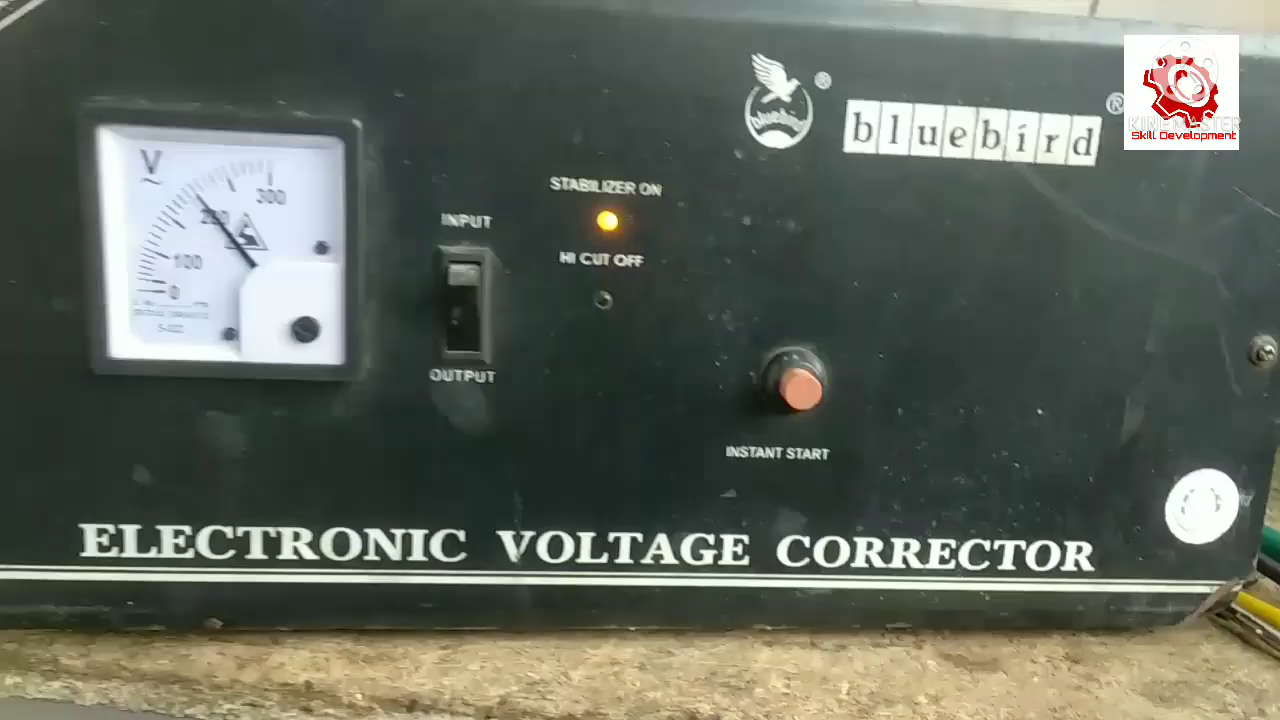 V
300
200
100
0
INPUT
OUTPUT
STABILIZER ON
HI CUT OFF
INSTANT START
bluebird
®
bluebird
®
KINEMASTER
Skill Development
ELECTRONIC VOLTAGE CORRECTOR